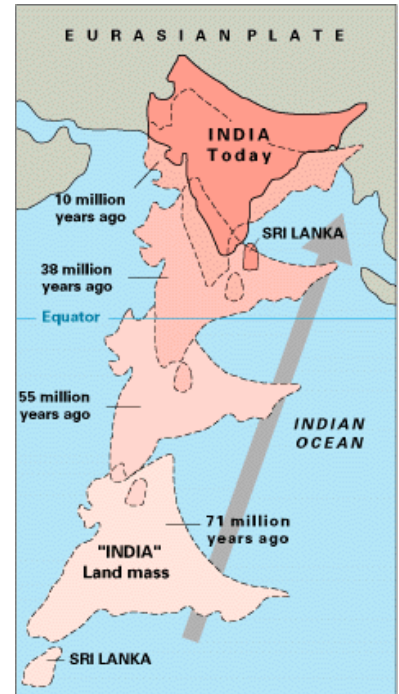 EURASIAN PLATE
INDIA
Today
10 million
years ago
SRI LANKA
38 million
years ago
Equator
55 million
years ago
INDIAN
OCEAN
71 million
years ago
"INDIA"
Land mass
SRI LANKA